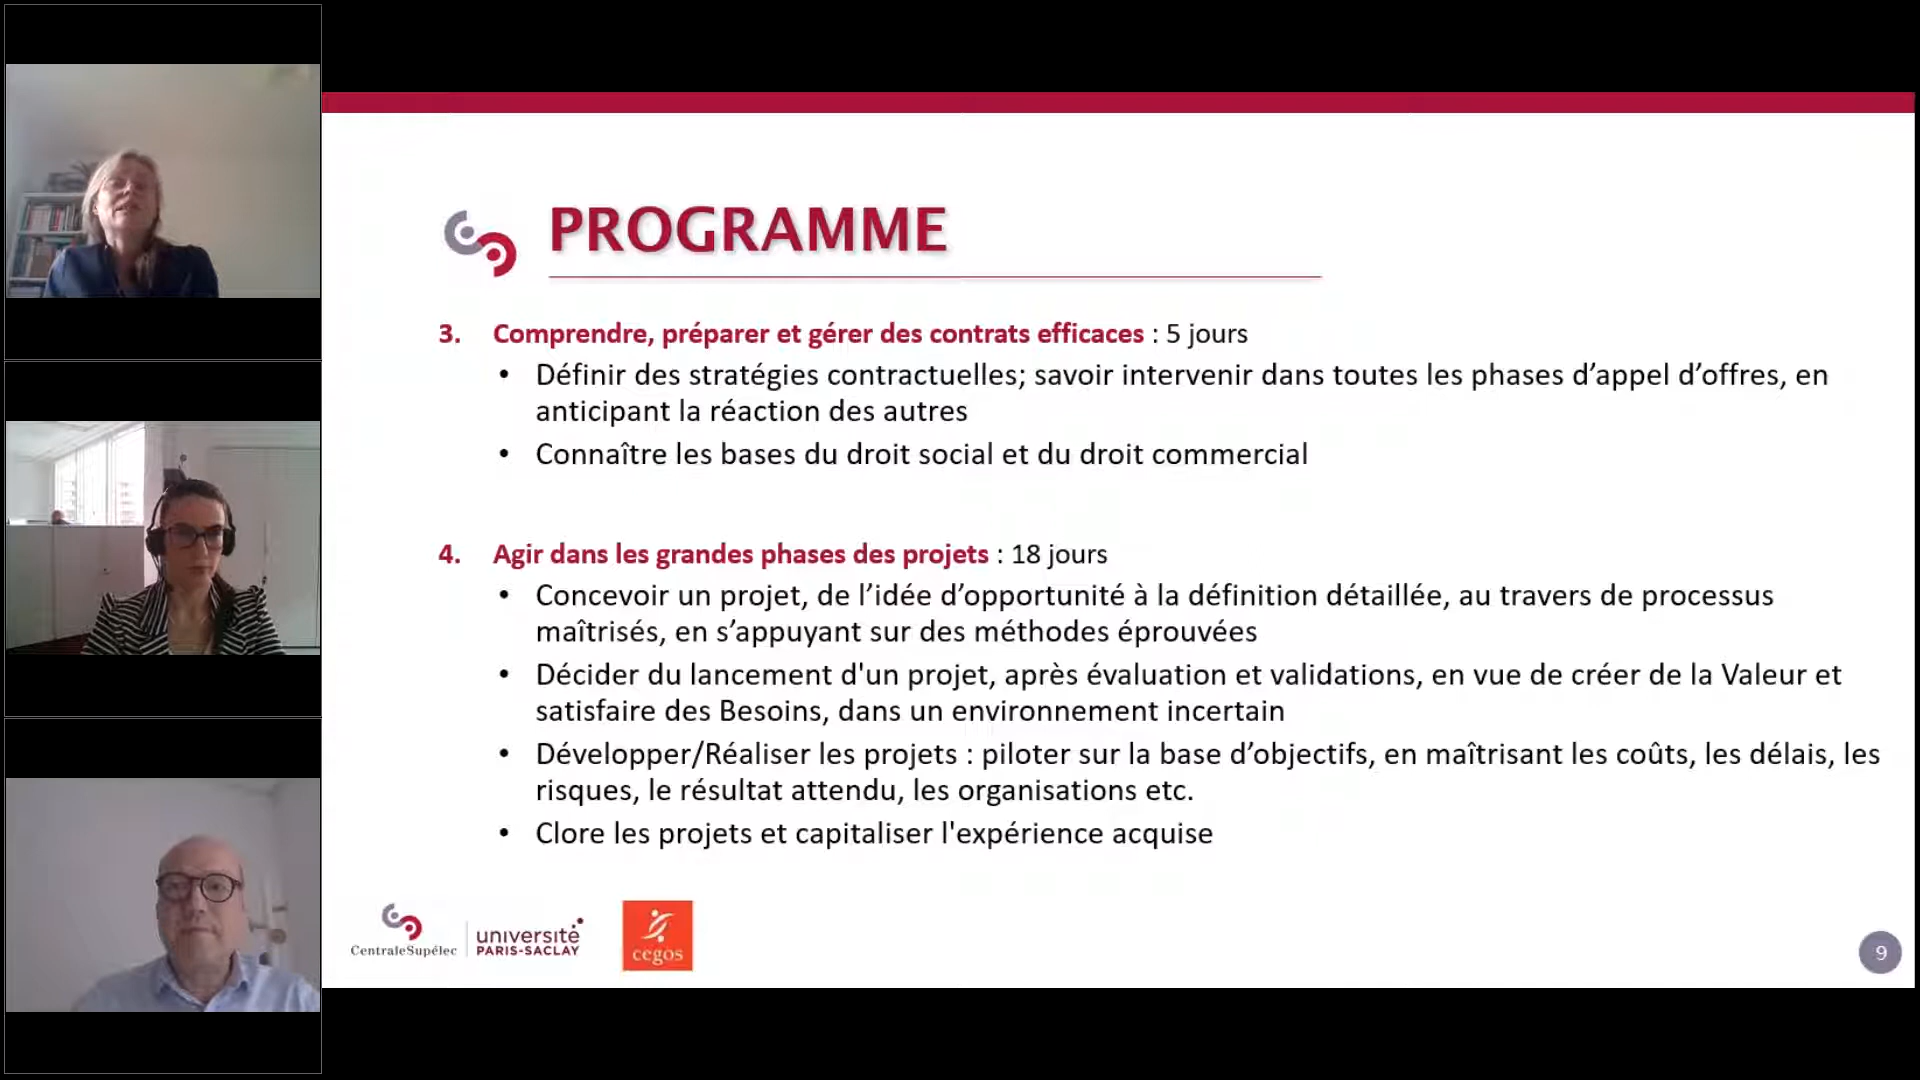 PROGRAMME
3. Comprendre, préparer et gérer des contrats efficaces : 5 jours
• Définir des stratégies contractuelles; savoir intervenir dans toutes les phases d’appel d’offres, en
anticipant la réaction des autres
• Connaître les bases du droit social et du droit commercial
4. Agir dans les grandes phases des projets : 18 jours
• Concevoir un projet, de l’idée d’opportunité à la définition détaillée, au travers de processus
maîtrisés, en s’appuyant sur des méthodes éprouvées
• Décider du lancement d'un projet, après évaluation et validations, en vue de créer de la Valeur et
satisfaire des Besoins, dans un environnement incertain
• Développer/Réaliser les projets : piloter sur la base d’objectifs, en maîtrisant les coûts, les délais, les
risques, le résultat attendu, les organisations etc.
• Clore les projets et capitaliser l'expérience acquise
CentraleSupélec
université
PARIS-SACLAY
cegos
9